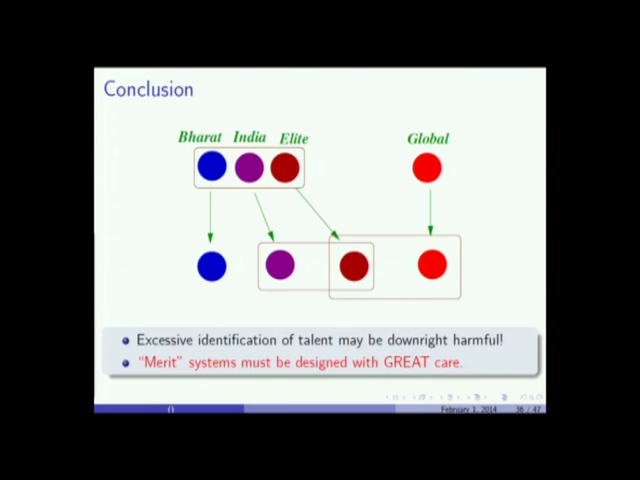 Conclusion
Bharat India Elite
Global
Excessive identification of talent may be downright harmful!
“Merit” systems must be designed with GREAT care.
()
February 1, 2014
36 / 47